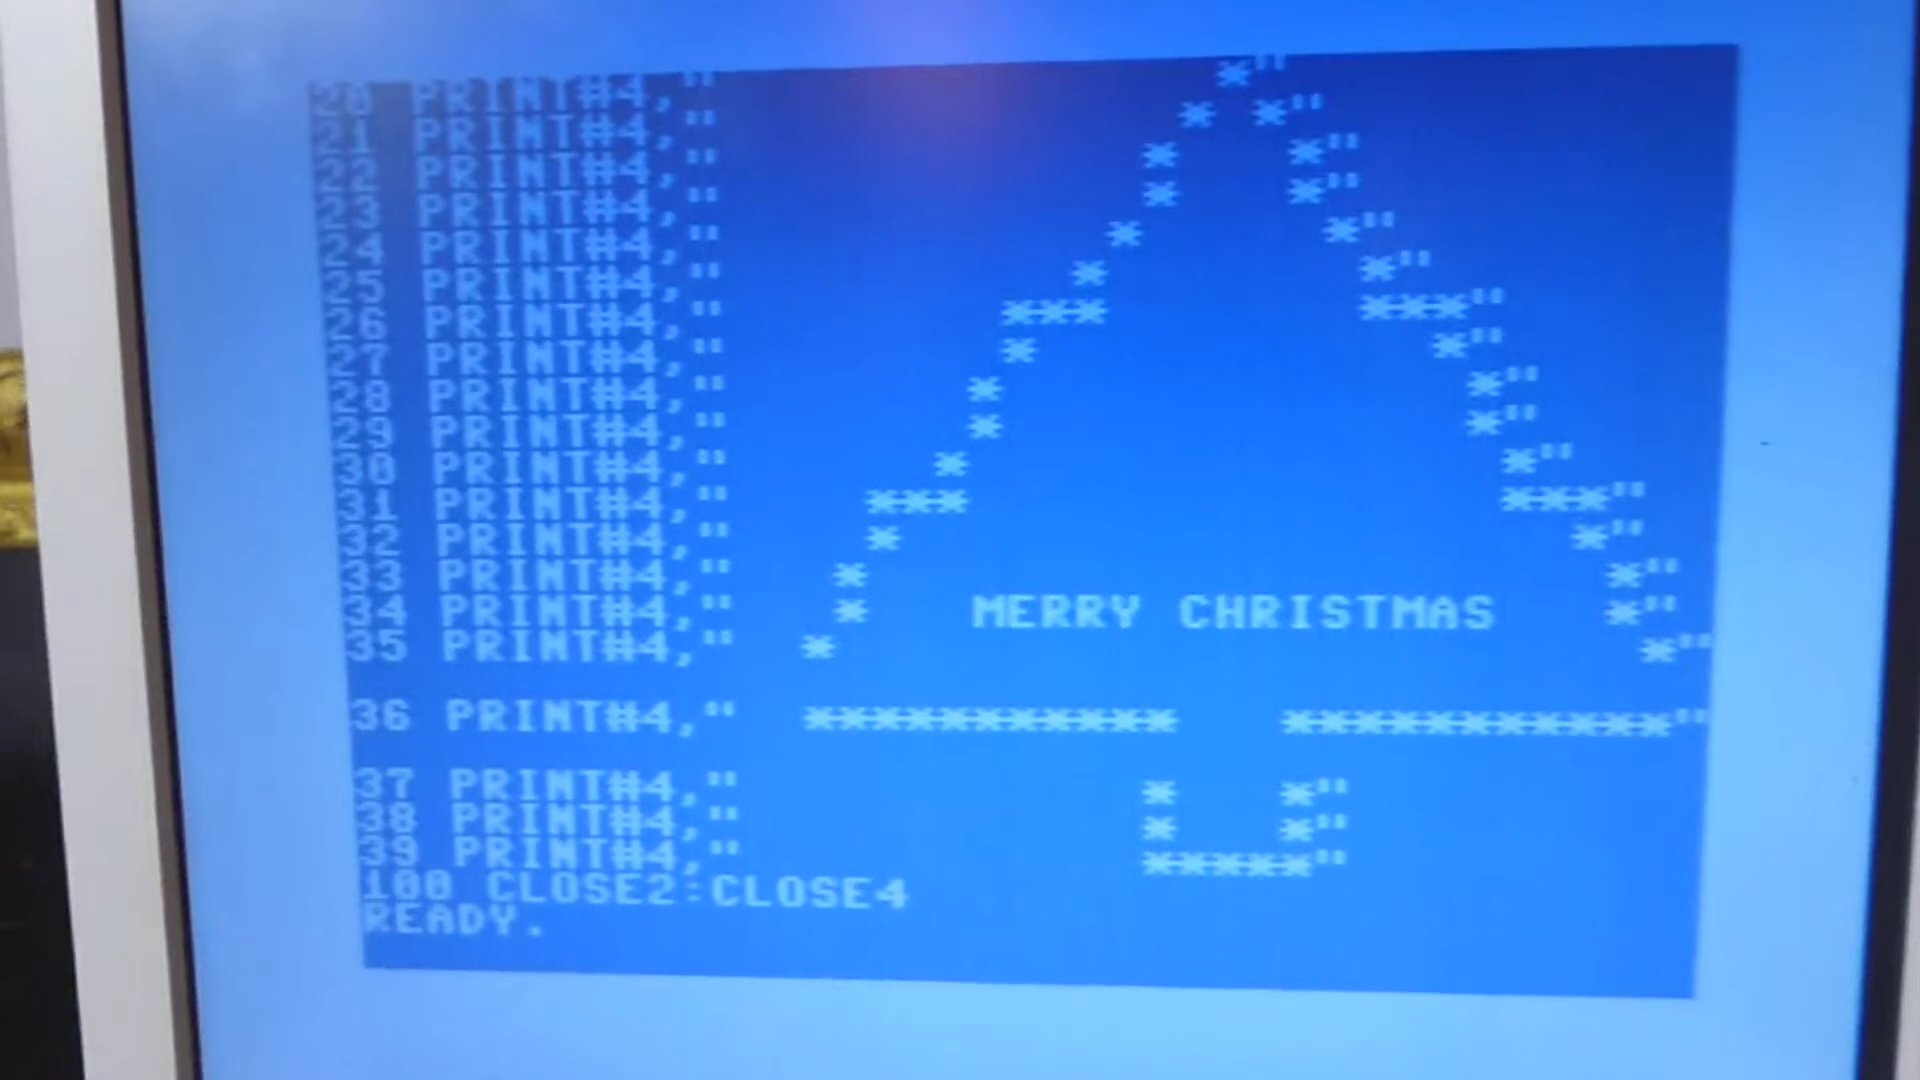 20 PRINT#4,"              *"
21 PRINT#4,"             * *"
22 PRINT#4,"            *   *"
23 PRINT#4,"            *   *"
24 PRINT#4,"           *     *"
25 PRINT#4,"          *       *"
26 PRINT#4,"        ***       ***"
27 PRINT#4,"        *           *"
28 PRINT#4,"       *             *"
29 PRINT#4,"       *             *"
30 PRINT#4,"      *               *"
31 PRINT#4,"    ***               ***"
32 PRINT#4,"    *                   *"
33 PRINT#4,"   *                     *"
34 PRINT#4,"   *   MERRY CHRISTMAS   *"
35 PRINT#4,"  *                       *"
36 PRINT#4,"  ***********   ***********"
37 PRINT#4,"            *   *"
38 PRINT#4,"            *   *"
39 PRINT#4,"            *****"
100 CLOSE2:CLOSE4
READY.